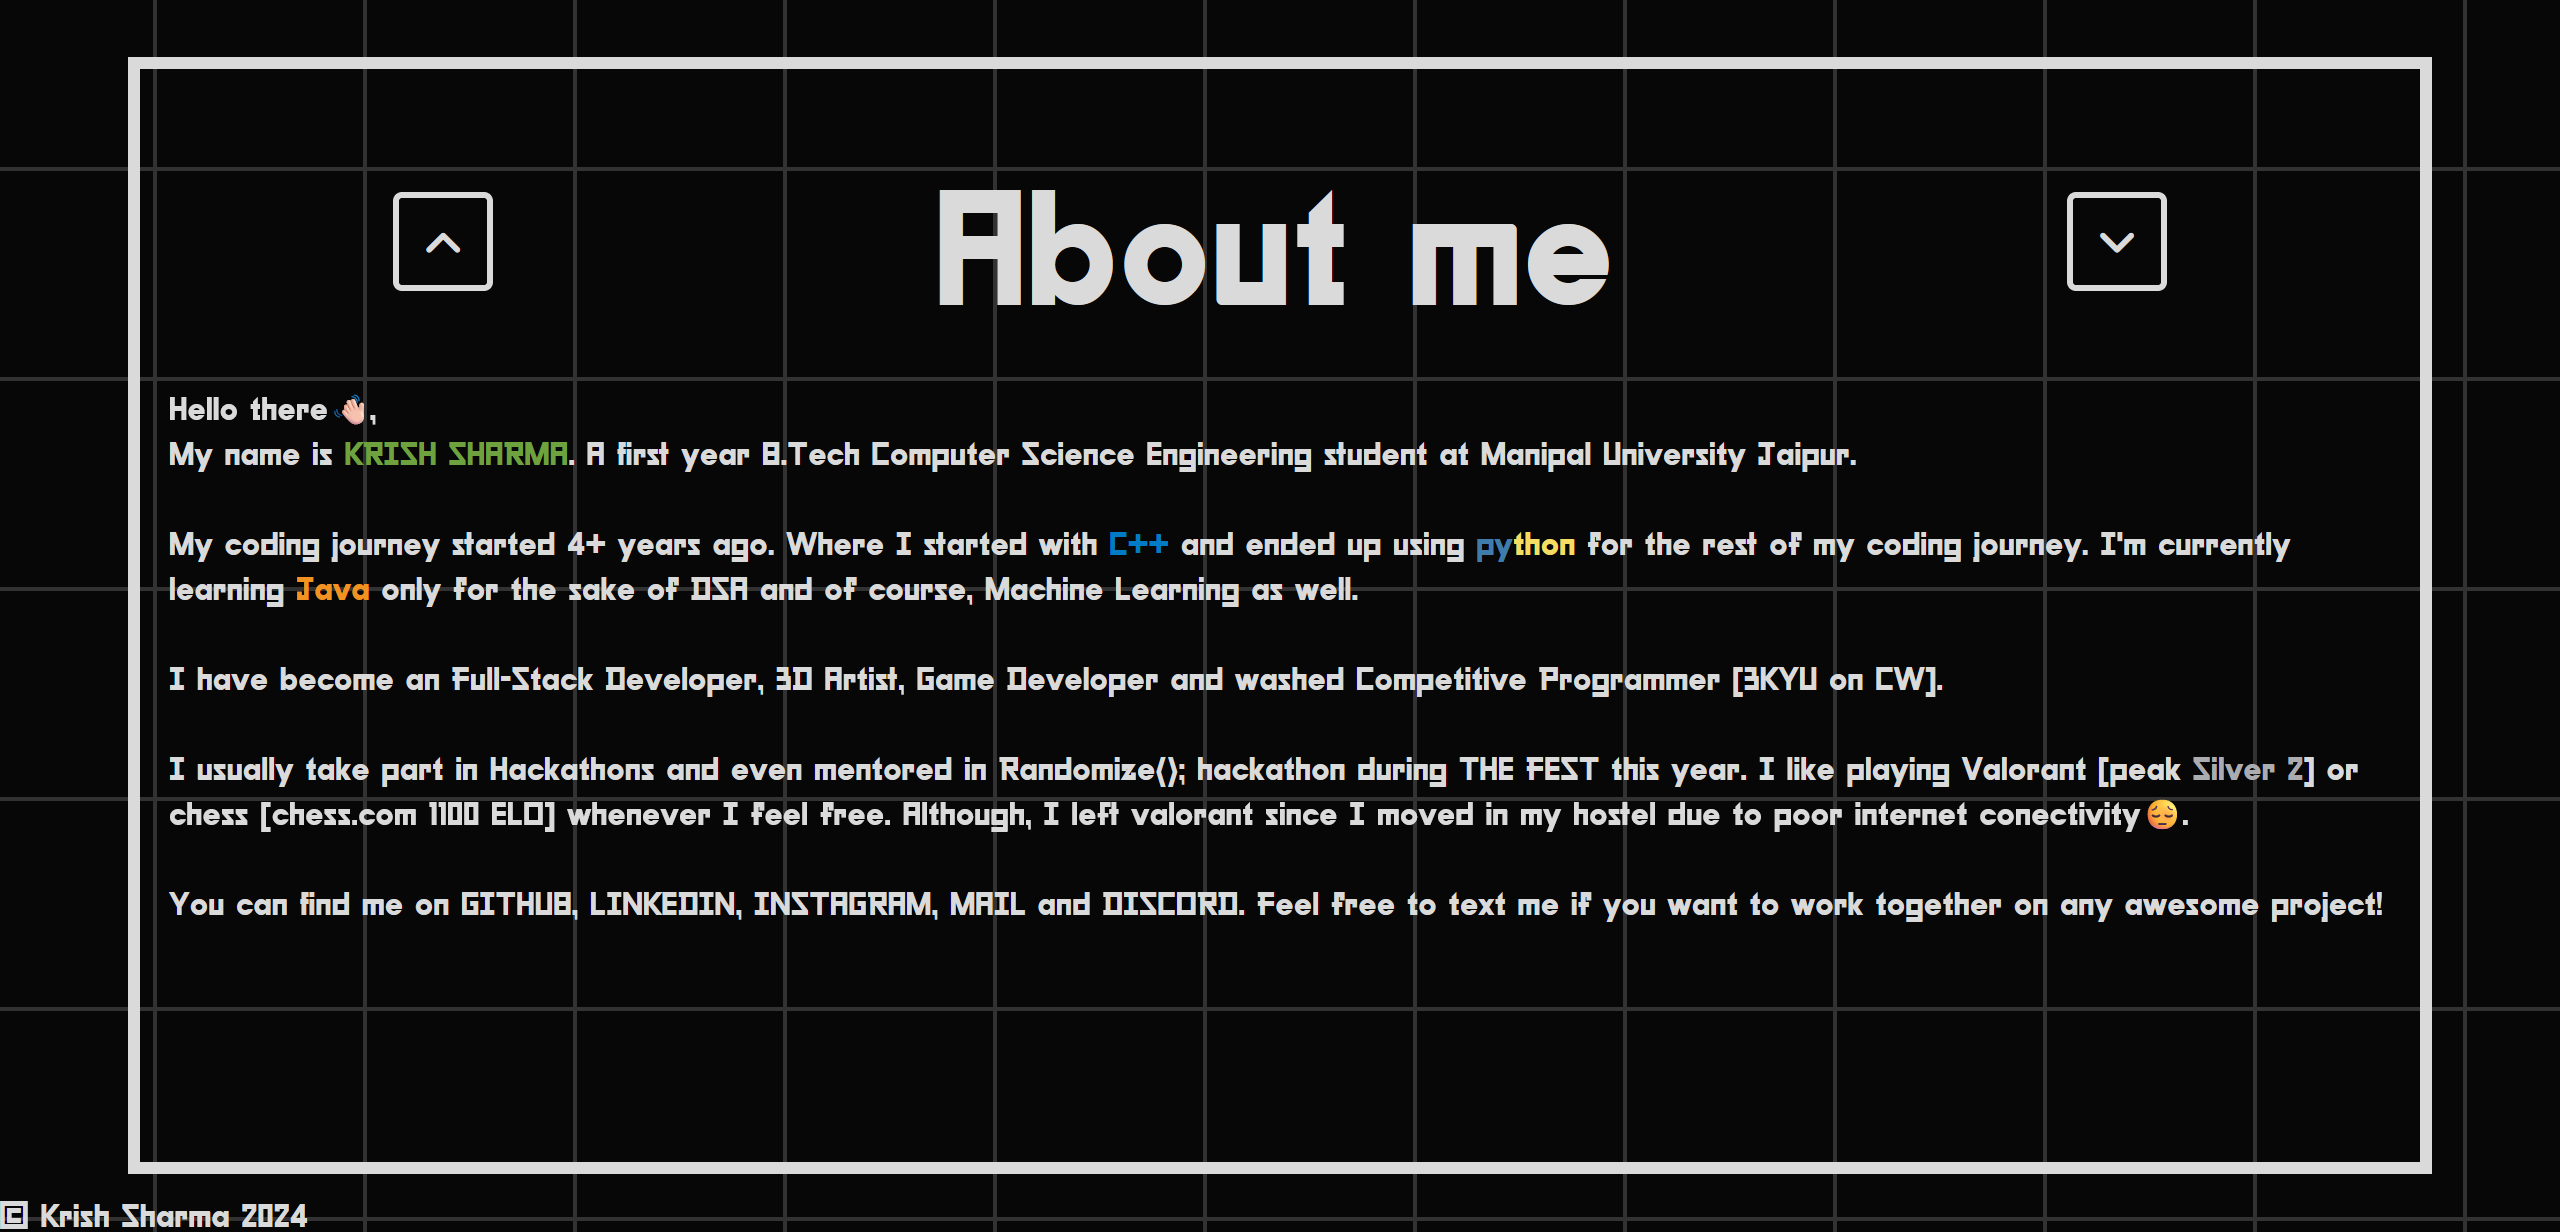 About me
Hello there 👋🏻,
My name is KRISH SHARMA. A first year B.Tech Computer Science Engineering student at Manipal University Jaipur.
My coding journey started 4+ years ago. Where I started with C++ and ended up using python for the rest of my coding journey. I'm currently
learning Java only for the sake of DSA and of course, Machine Learning as well.
I have become an Full-Stack Developer, 3D Artist, Game Developer and washed Competitive Programmer [3KYU on CW].
I usually take part in Hackathons and even mentored in Randomize(); hackathon during THE FEST this year. I like playing Valorant [peak Silver 2] or
chess [chess.com 1100 ELO] whenever I feel free. Although, I left valorant since I moved in my hostel due to poor internet conectivity😔.
You can find me on GITHUB, LINKEDIN, INSTAGRAM, MAIL and DISCORD. Feel free to text me if you want to work together on any awesome project!
© Krish Sharma 2024